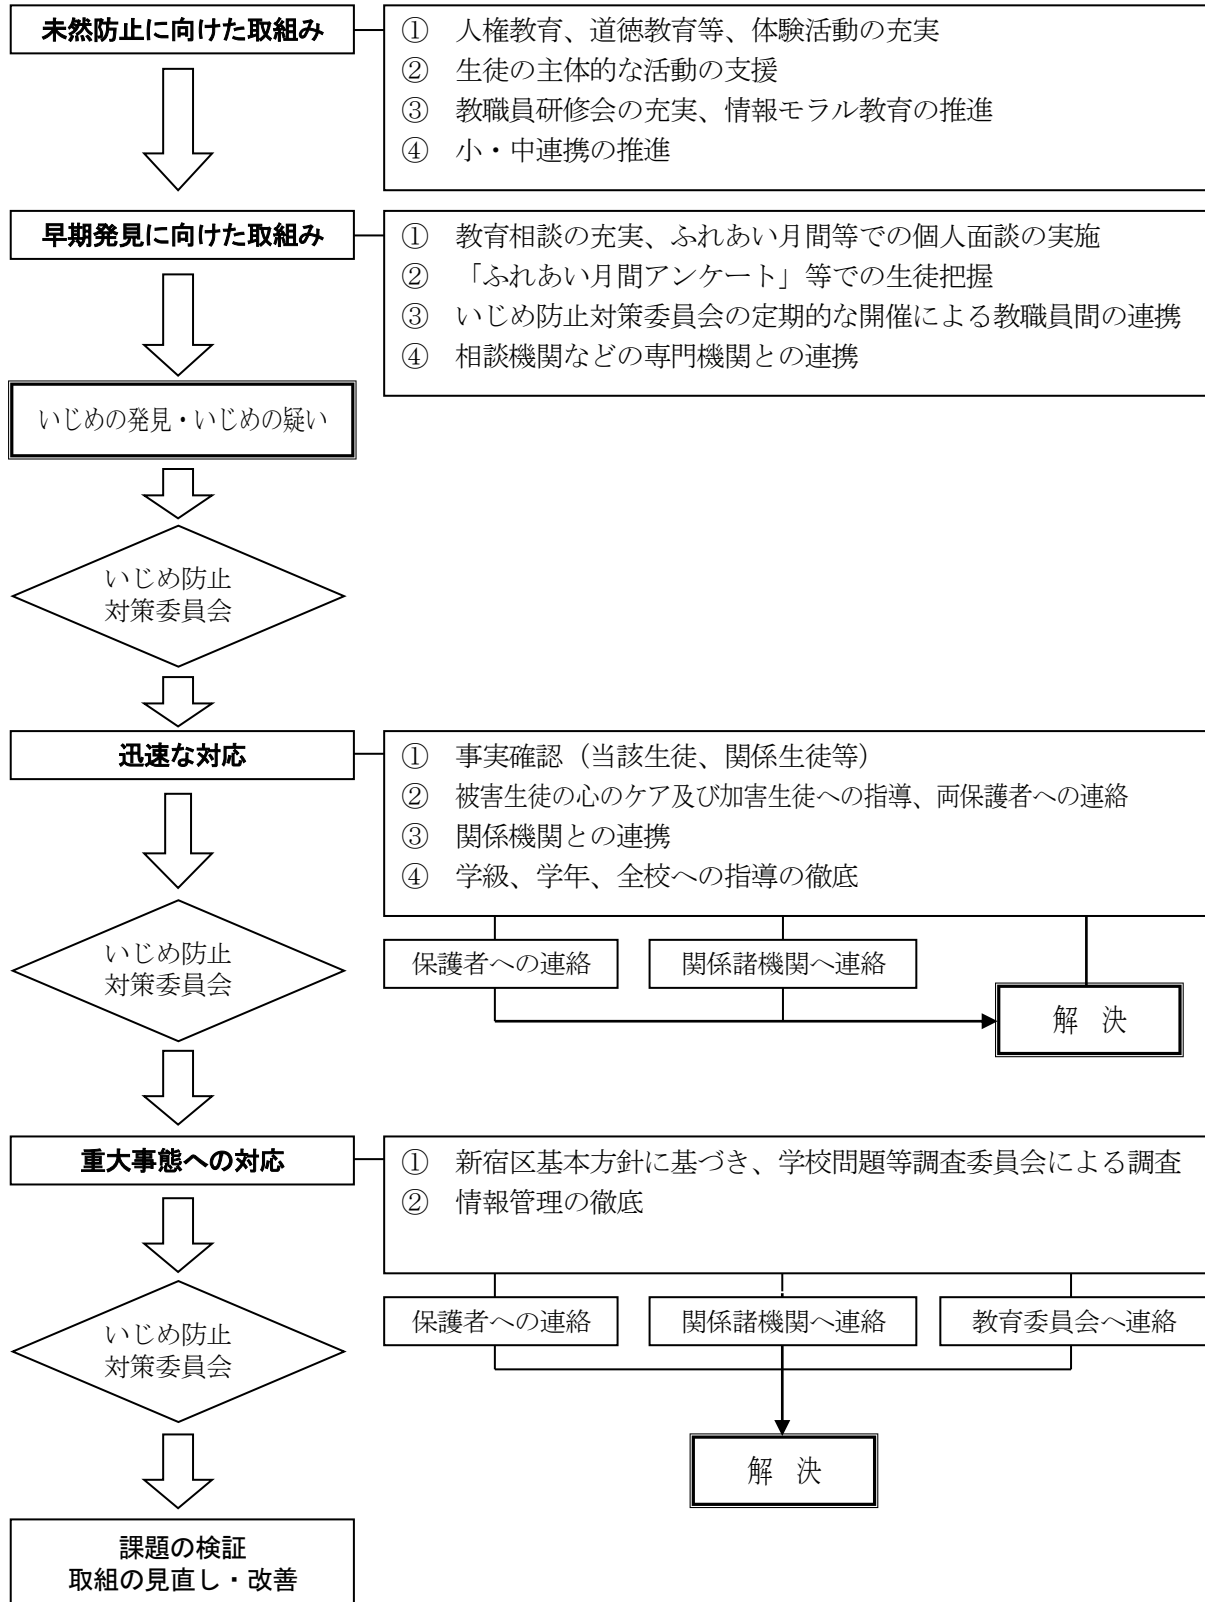 未然防止に向けた取組み
① 人権教育、道徳教育等、体験活動の充実
② 生徒の主体的な活動の支援
③ 教職員研修会の充実、情報モラル教育の推進
④ 小・中連携の推進
早期発見に向けた取組み
① 教育相談の充実、ふれあい月間等での個人面談の実施
② 「ふれあい月間アンケート」等での生徒把握
③ いじめ防止対策委員会の定期的な開催による教職員間の連携
④ 相談機関などの専門機関との連携
いじめの発見・いじめの疑い
いじめ防止
対策委員会
迅速な対応
① 事実確認（当該生徒、関係生徒等）
② 被害生徒の心のケア及び加害生徒への指導、両保護者への連絡
③ 関係機関との連携
④ 学級、学年、全校への指導の徹底
いじめ防止
対策委員会
保護者への連絡
関係諸機関へ連絡
解 決
重大事態への対応
① 新宿区基本方針に基づき、学校問題等調査委員会による調査
② 情報管理の徹底
いじめ防止
対策委員会
保護者への連絡
関係諸機関へ連絡
教育委員会へ連絡
解 決
課題の検証
取組の見直し・改善